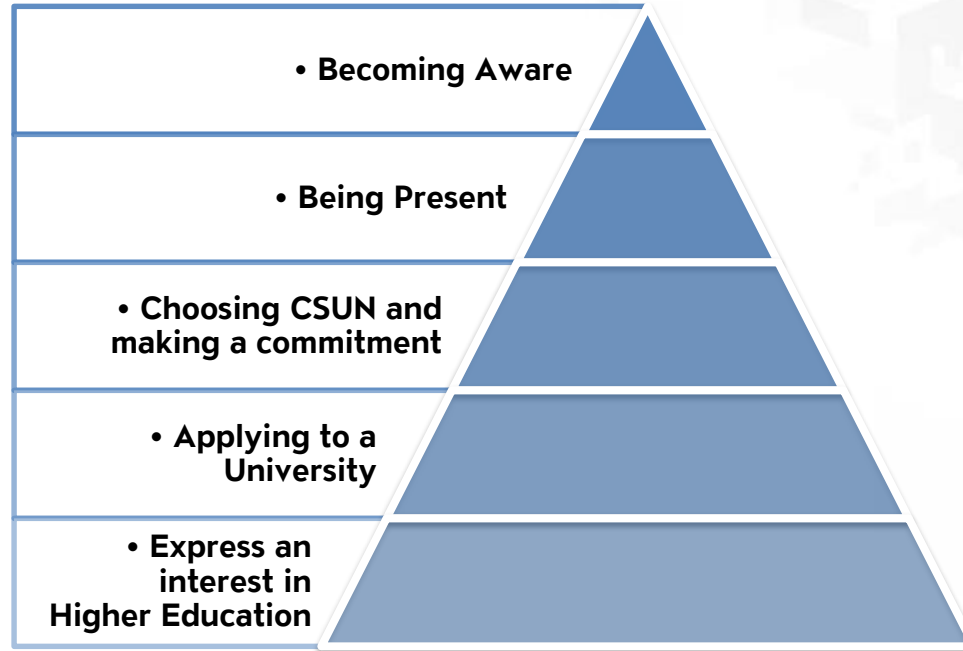 • Becoming Aware
• Being Present
• Choosing CSUN and
making a commitment
• Applying to a
University
• Express an
interest in
Higher Education